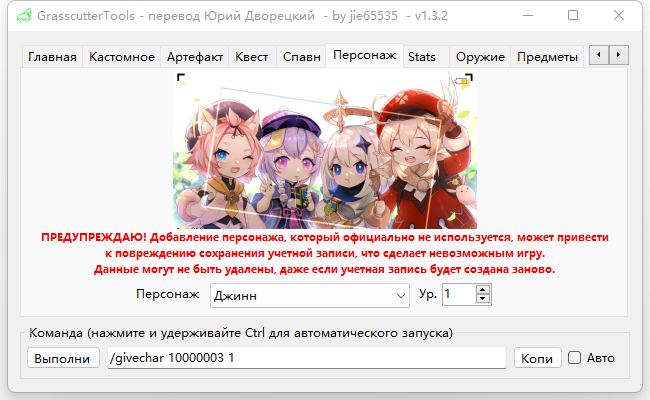 GrasscutterTools - перевод Юрий Дворецкий - by jie65535 - v1.3.2
Главная Кастомное Артефакт Квест Спавн Персонаж Stats Оружие Предметы
ПРЕДУПРЕЖДАЮ! Добавление персонажа, который официально не используется, может привести
к повреждению сохранения учетной записи, что сделает невозможным игру.
Данные могут не быть удалены, даже если учетная запись будет создана заново.
Персонаж Джинн Ур. 1
Команда (нажмите и удерживайте Ctrl для автоматического запуска)
Выполни /givechar 10000003 1 Копи Авто